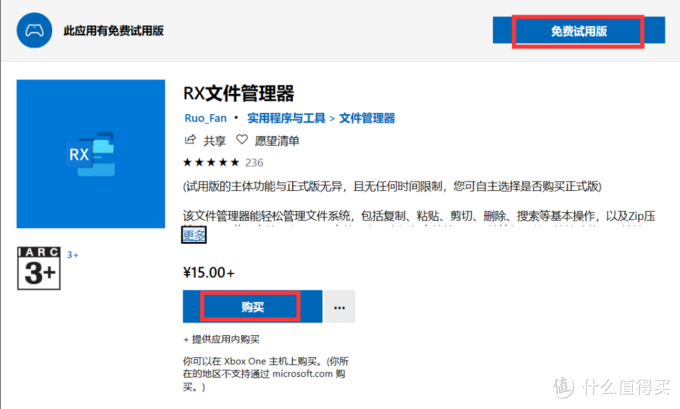 此应用有免费试用版
免费试用版
RX文件管理器
Ruo_Fan • 实用程序与工具 > 文件管理器
共享 愿望清单
★★★★★ 236
(试用版的主体功能与正式版无异，且无任何时间限制，您可自主选择是否购买正式版)
该文件管理器能轻松管理文件系统，包括复制、粘贴、剪切、删除、搜索等基本操作，以及Zip压
更多
RX
IARC
3+
3+
¥15.00+
购买
...
+ 提供应用内购买
你可以在 Xbox One 主机上购买。(你所
在的地区不支持通过 microsoft.com 购
买。)
值 什么值得买